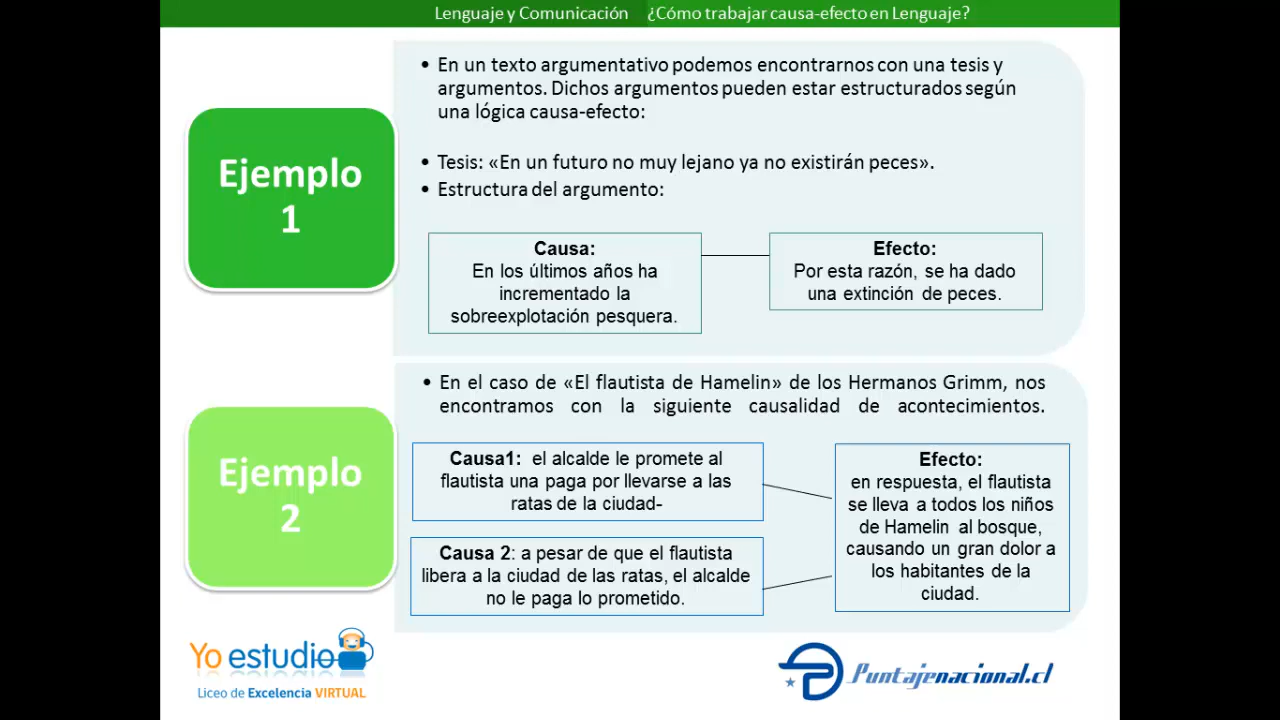 Lenguaje y Comunicación ¿Cómo trabajar causa-efecto en Lenguaje?
Ejemplo
1
• En un texto argumentativo podemos encontrarnos con una tesis y
argumentos. Dichos argumentos pueden estar estructurados según
una lógica causa-efecto:
• Tesis: «En un futuro no muy lejano ya no existirán peces».
• Estructura del argumento:
Causa:
En los últimos años ha
incrementado la
sobreexplotación pesquera.
Efecto:
Por esta razón, se ha dado
una extinción de peces.
Ejemplo
2
• En el caso de «El flautista de Hamelin» de los Hermanos Grimm, nos
encontramos con la siguiente causalidad de acontecimientos.
Causa1: el alcalde le promete al
flautista una paga por llevarse a las
ratas de la ciudad-
Causa 2: a pesar de que el flautista
libera a la ciudad de las ratas, el alcalde
no le paga lo prometido.
Efecto:
en respuesta, el flautista
se lleva a todos los niños
de Hamelin al bosque,
causando un gran dolor a
los habitantes de la
ciudad.
Yo estudio
Liceo de Excelencia VIRTUAL
Puntajenacional.cl